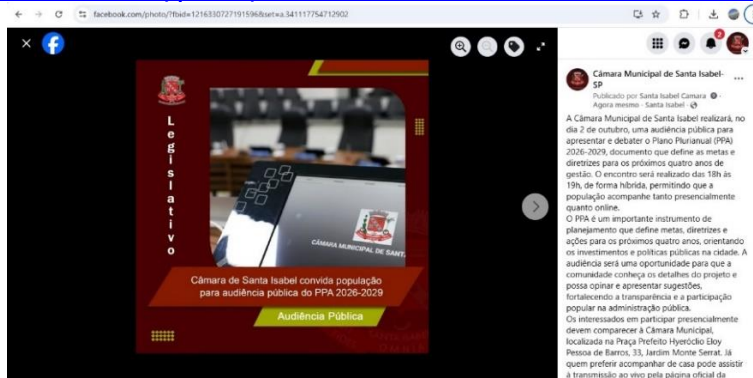 facebook.com/photo/?fbid=1216330727191596&set=a.341117754712902
2
Legislativo
CÂMARA MUNICIPAL DE SANT
Câmara de Santa Isabel convida população
para audiência pública do PPA 2026-2029
Audiência Pública
Câmara Municipal de Santa Isabel-
SP
Publicado por Santa Isabel Camara
Agora mesmo · Santa Isabel ·
A Câmara Municipal de Santa Isabel realizará, no
dia 2 de outubro, uma audiência pública para
apresentar e debater o Plano Plurianual (PPA)
2026-2029, documento que define as metas e
diretrizes para os próximos quatro anos de
gestão. O encontro será realizado das 18h às
19h, de forma híbrida, permitindo que a
população acompanhe tanto presencialmente
quanto online.
O PPA é um importante instrumento de
planejamento que define metas, diretrizes e
ações para os próximos quatro anos, orientando
os investimentos e políticas públicas na cidade. A
audiência será uma oportunidade para que a
comunidade conheça os detalhes do projeto e
possa opinar e apresentar sugestões,
fortalecendo a transparência e a participação
popular na administração pública.
Os interessados em participar presencialmente
devem comparecer à Câmara Municipal,
localizada na Praça Prefeito Hyeróclio Eloy
Pessoa de Barros, 33, Jardim Monte Serrat. Já
quem preferir acompanhar de casa pode assistir
à transmissão ao vivo pela página oficial da